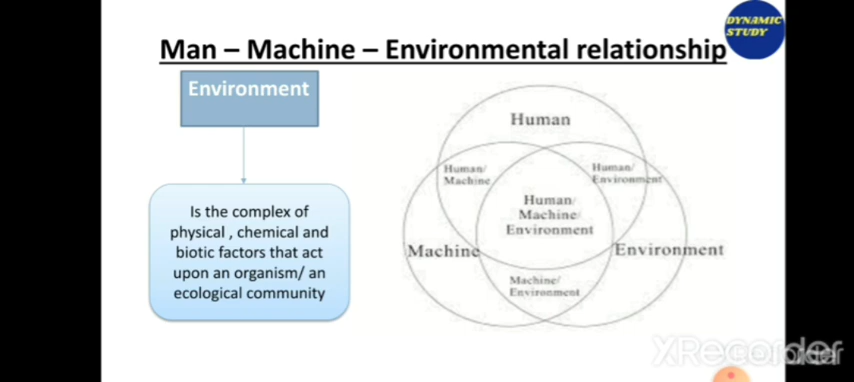 DYNAMIC
STUDY
Man – Machine – Environmental relationship
Environment
Is the complex of
physical , chemical and
biotic factors that act
upon an organism/ an
ecological community
Human
Human/
Machine
Human/
Environment
Human/
Machine/
Environment
Machine
Environment
Machine/
Environment
XRecorder